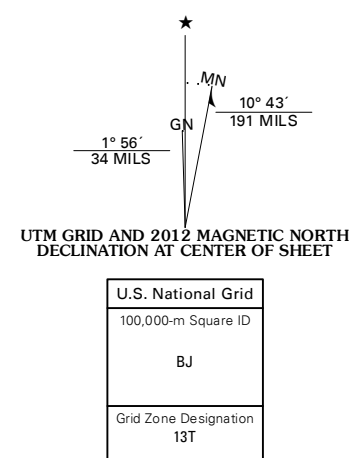 ★
MN
10° 43´
191 MILS
GN
1° 56´
34 MILS
UTM GRID AND 2012 MAGNETIC NORTH
DECLINATION AT CENTER OF SHEET
U.S. National Grid
100,000-m Square ID
BJ
Grid Zone Designation
13T